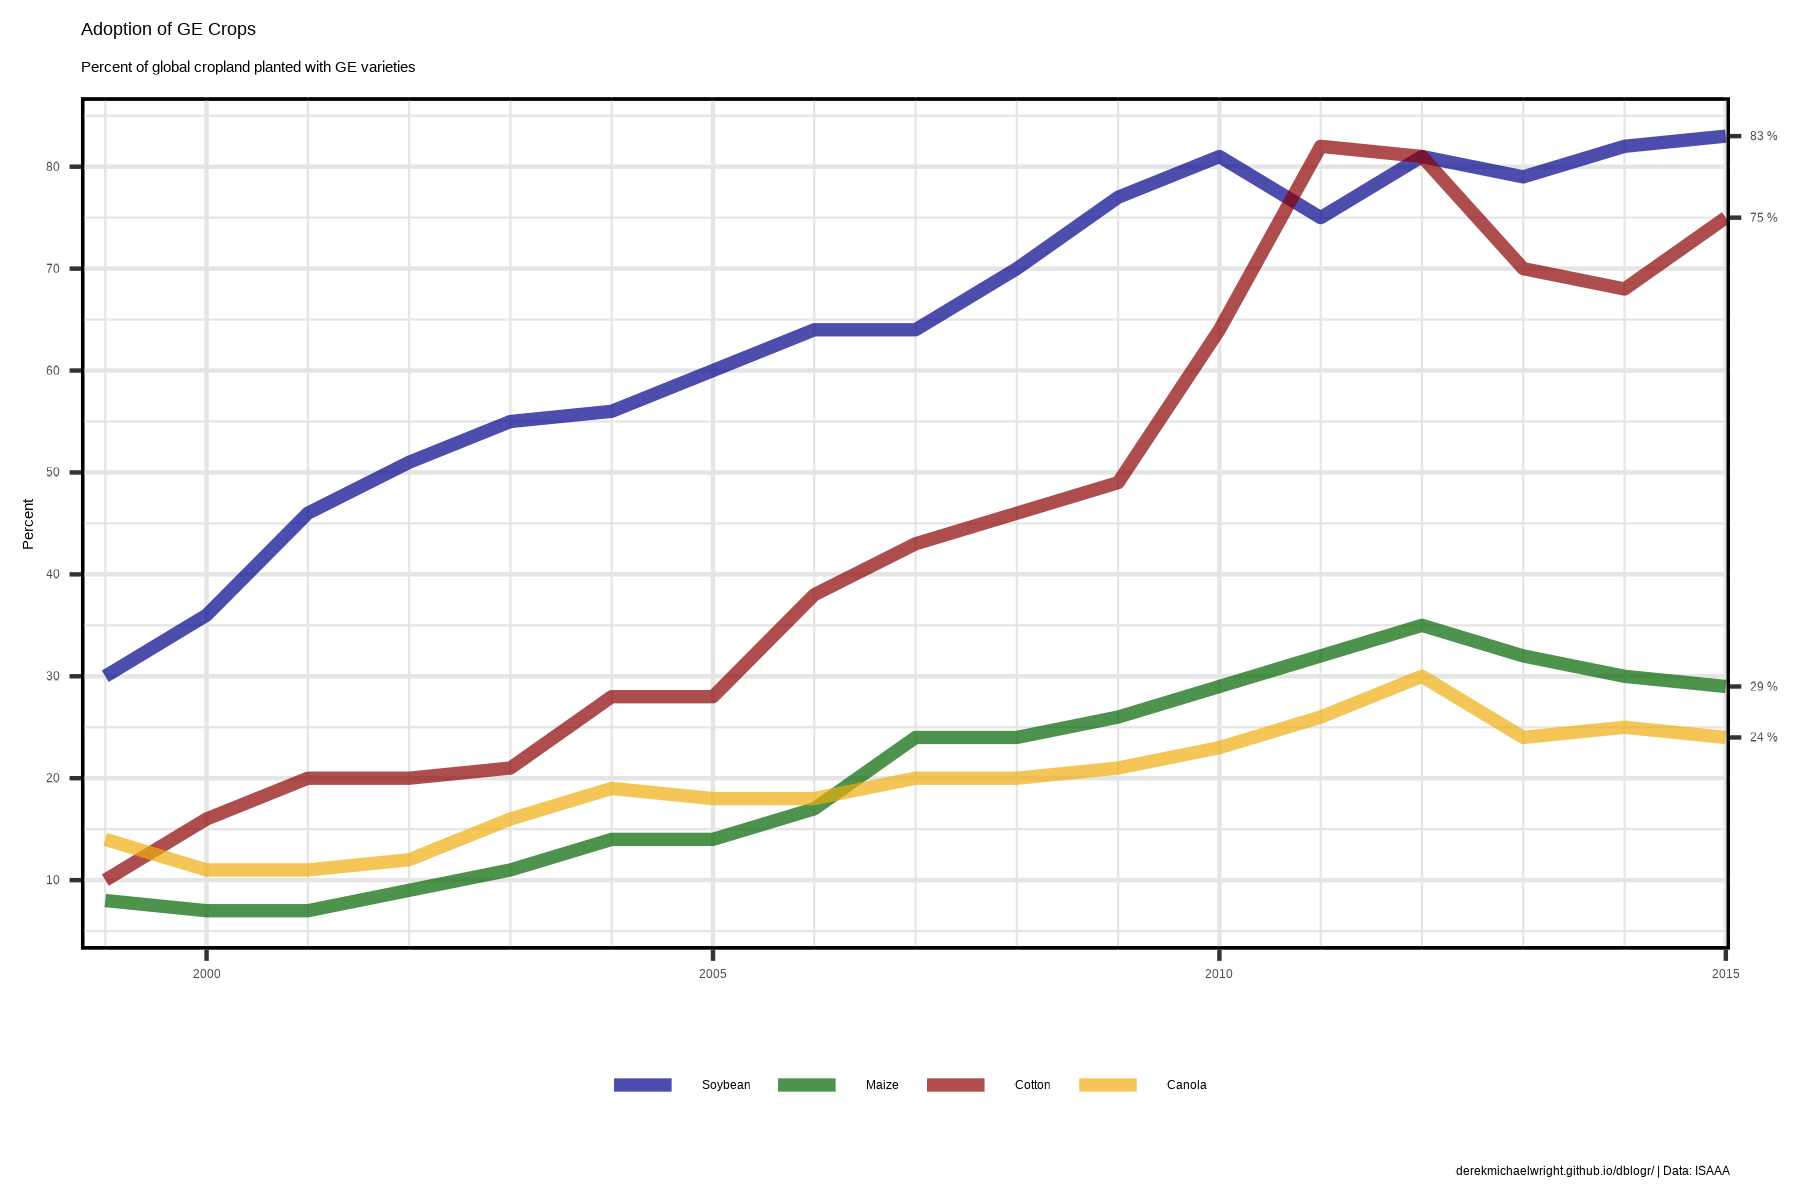 Adoption of GE Crops
Percent of global cropland planted with GE varieties
Percent
80
70
60
50
40
30
20
10
83 %
75 %
29 %
24 %
2000 2005 2010 2015
Soybean Maize Cotton Canola
derekmichaelwright.github.io/dblogr/ | Data: ISAAA